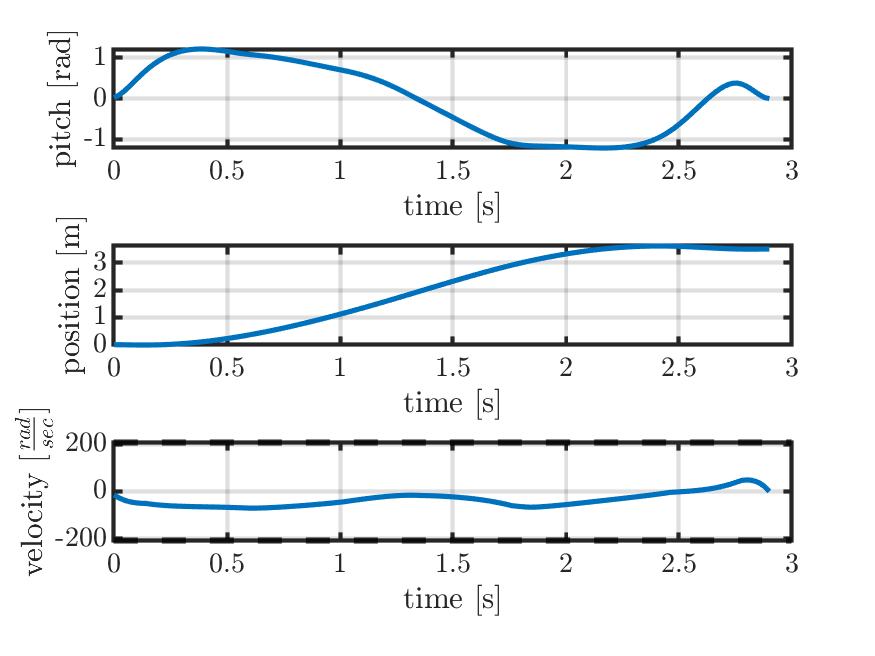 pitch [rad]
1
0
-1
0 0.5 1 1.5 2 2.5 3
time [s]
position [m]
3
2
1
0
0 0.5 1 1.5 2 2.5 3
time [s]
velocity [rad/sec]
200
0
-200
0 0.5 1 1.5 2 2.5 3
time [s]